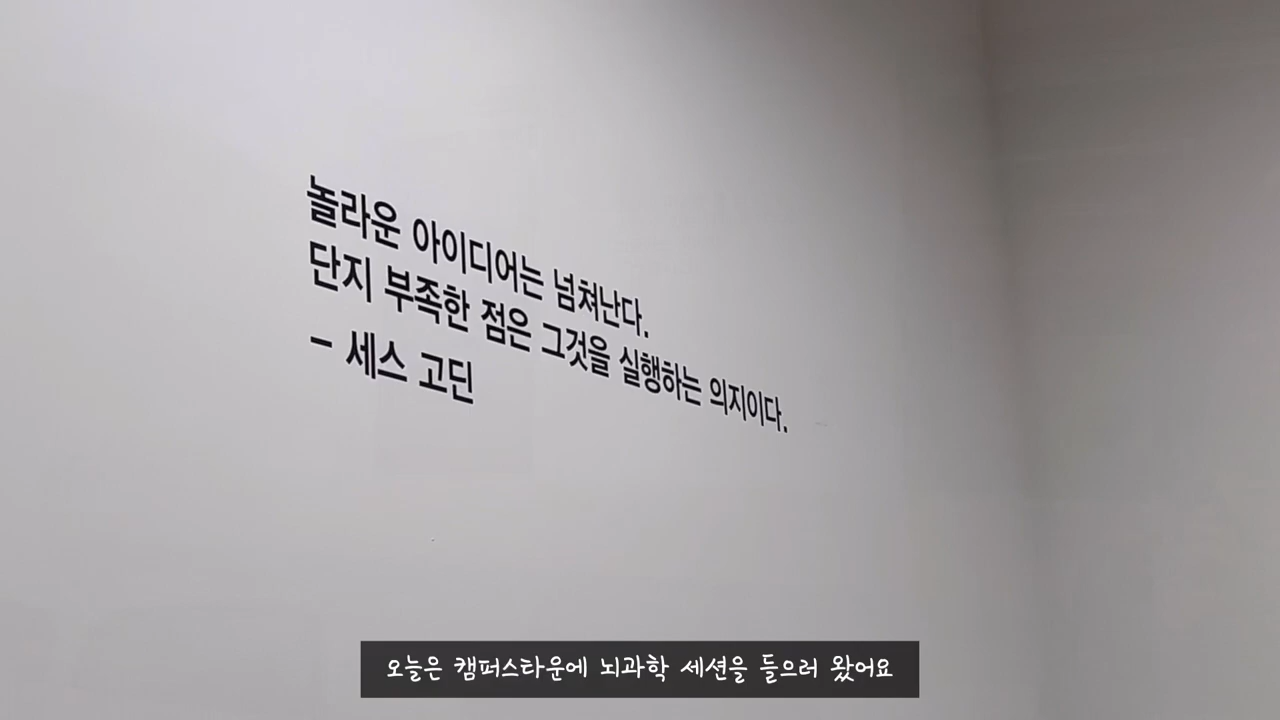 놀라운 아이디어는 넘쳐난다.
단지 부족한 점은 그것을 실행하는 의지이다.
- 세스 고딘
오늘은 캠퍼스타운에 뇌과학 세션을 들으러 왔어요